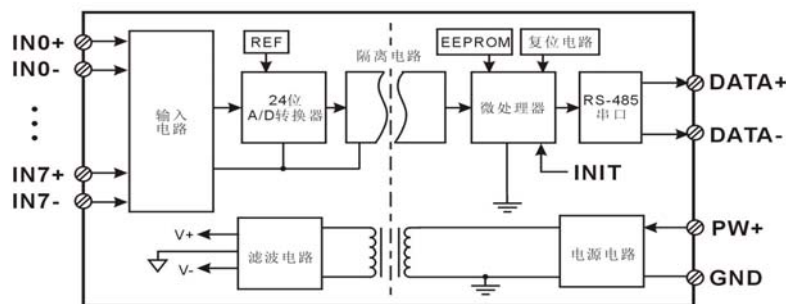 IN0+
IN0-
IN7+
IN7-
输入
电路
REF
24位
A/D转换器
隔离电路
EEPROM
复位电路
微处理器
RS-485
串口
INIT
DATA+
DATA-
V+
V-
滤波电路
电源电路
PW+
GND